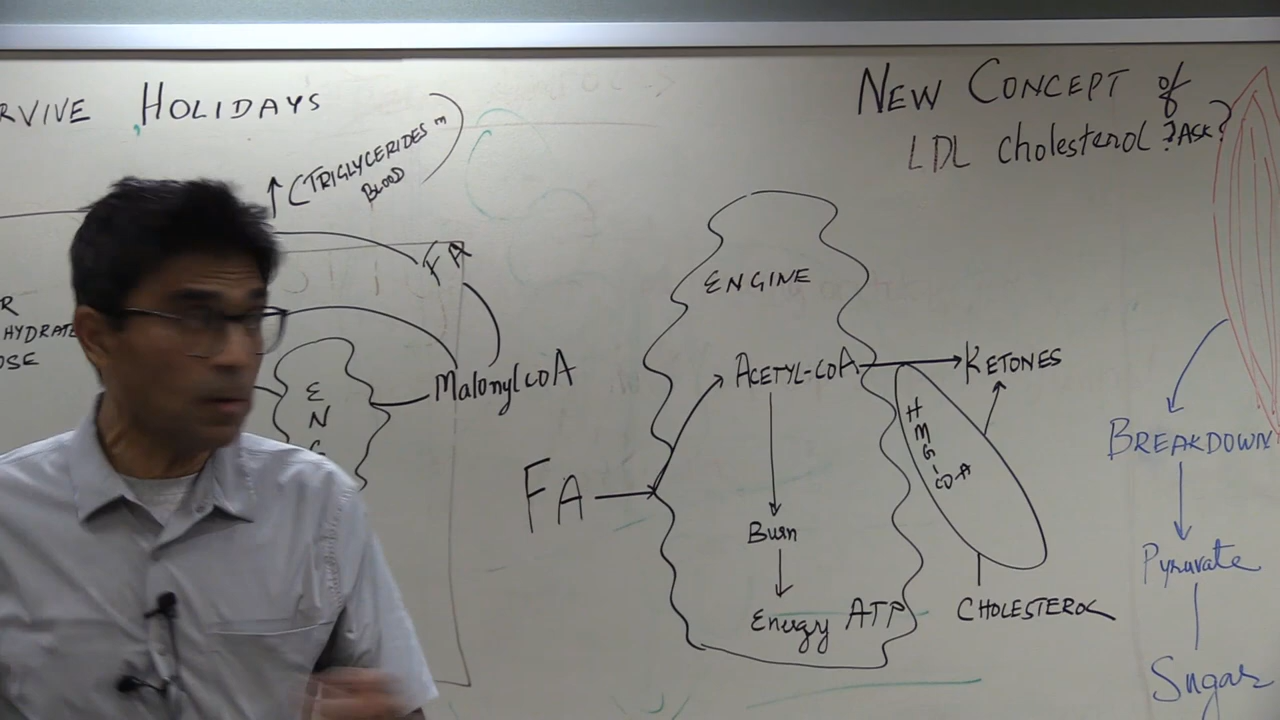 RVIVE HOLIDAYS
↑ (TRIGLYCERIDES in
BLOOD
FA
R
HYDRATE
OSE
ENG
MalonylCOA
NEW CONCEPT of
LDL Cholesterol ?ASK?
ENGINE
ACETYL-COA
KETONES
HMG-COA
FA
Burn
Energy ATP
CHOLESTEROL
BREAKDOWN
Pyruvate
Sugar